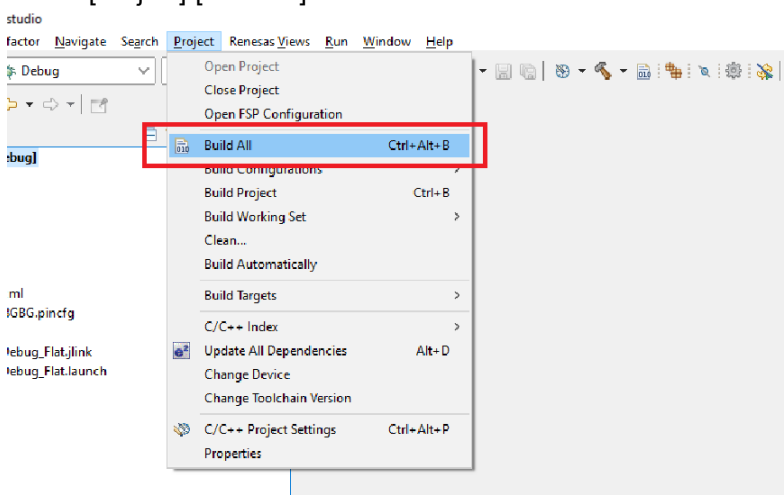 studio
factor Navigate Search Project Renesas Views Run Window Help
Debug
Open Project
Close Project
Open FSP Configuration
Build All Ctrl+Alt+B
ebug]
Build Configurations
Build Project Ctrl+B
Build Working Set
Clean...
Build Automatically
ml
Build Targets
GBG.pincfg
C/C++ Index
ebug_Flat.jlink
Update All Dependencies Alt+D
ebug_Flat.launch
Change Device
Change Toolchain Version
C/C++ Project Settings Ctrl+Alt+P
Properties